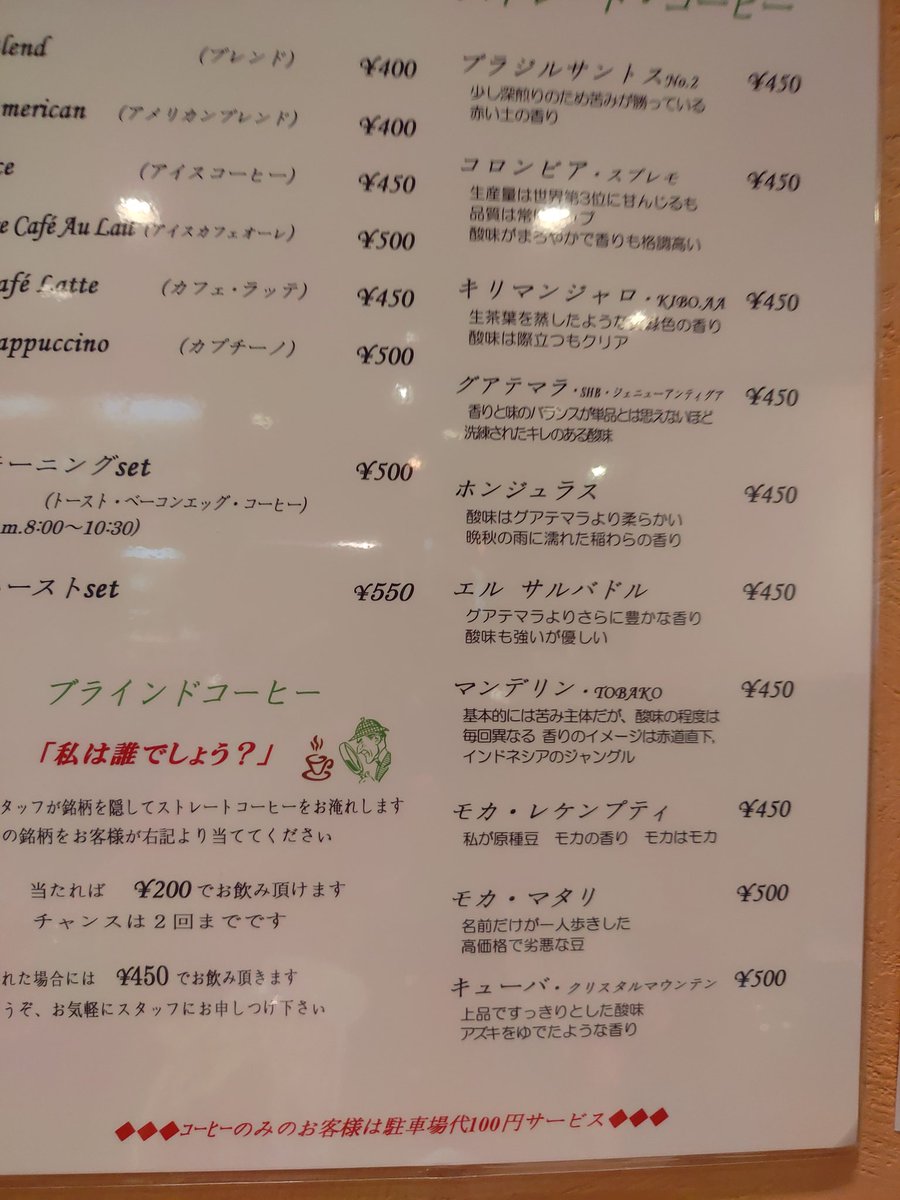 lend (ブレンド) ¥400
merican (アメリカンブレンド) ¥400
ce (アイスコーヒー) ¥450
e Café Au Lait (アイスカフェオーレ) ¥500
afé Latte (カフェ・ラッテ) ¥450
appuccino (カプチーノ) ¥500
ーニングset ¥500
(トースト・ベーコンエッグ・コーヒー)
m.8:00～10:30)
ーストset ¥550
ブラインドコーヒー
「私は誰でしょう？」
タッフが銘柄を隠してストレートコーヒーをお淹れします
の銘柄をお客様が右記より当ててください
当たれば ¥200でお飲み頂けます
チャンスは２回までです
れた場合には ¥450でお飲み頂きます
うぞ、お気軽にスタッフにお申しつけ下さい
ブラジルサントスNo.2 ¥450
少し深煎りのため苦みが勝っている
赤い土の香り
コロンビア・スプレモ ¥450
生産量は世界第3位に甘んじるも
品質は常に ップ
酸味がまろやかで香りも格調高い
キリマンジャロ・KIBO,AA ¥450
生茶葉を蒸したような 緑色の香り
酸味は際立つもクリア
グアテマラ・SHB・ジェニューアンティグア ¥450
香りと味のバランスが単品とは思えないほど
洗練されたキレのある酸味
ホンジュラス ¥450
酸味はグアテマラより柔らかい
晩秋の雨に濡れた稲わらの香り
エル サルバドル ¥450
グアテマラよりさらに豊かな香り
酸味も強いが優しい
マンデリン・TOBAKO ¥450
基本的には苦み主体だが、酸味の程度は
毎回異なる 香りのイメージは赤道直下,
インドネシアのジャングル
モカ・レケンプティ ¥450
私が原種豆 モカの香り モカはモカ
モカ・マタリ ¥500
名前だけが一人歩きした
高価格で劣悪な豆
キューバ・クリスタルマウンテン ¥500
上品ですっきりとした酸味
アズキをゆでたような香り
◆◆◆コーヒーのみのお客様は駐車場代100円サービス◆◆◆